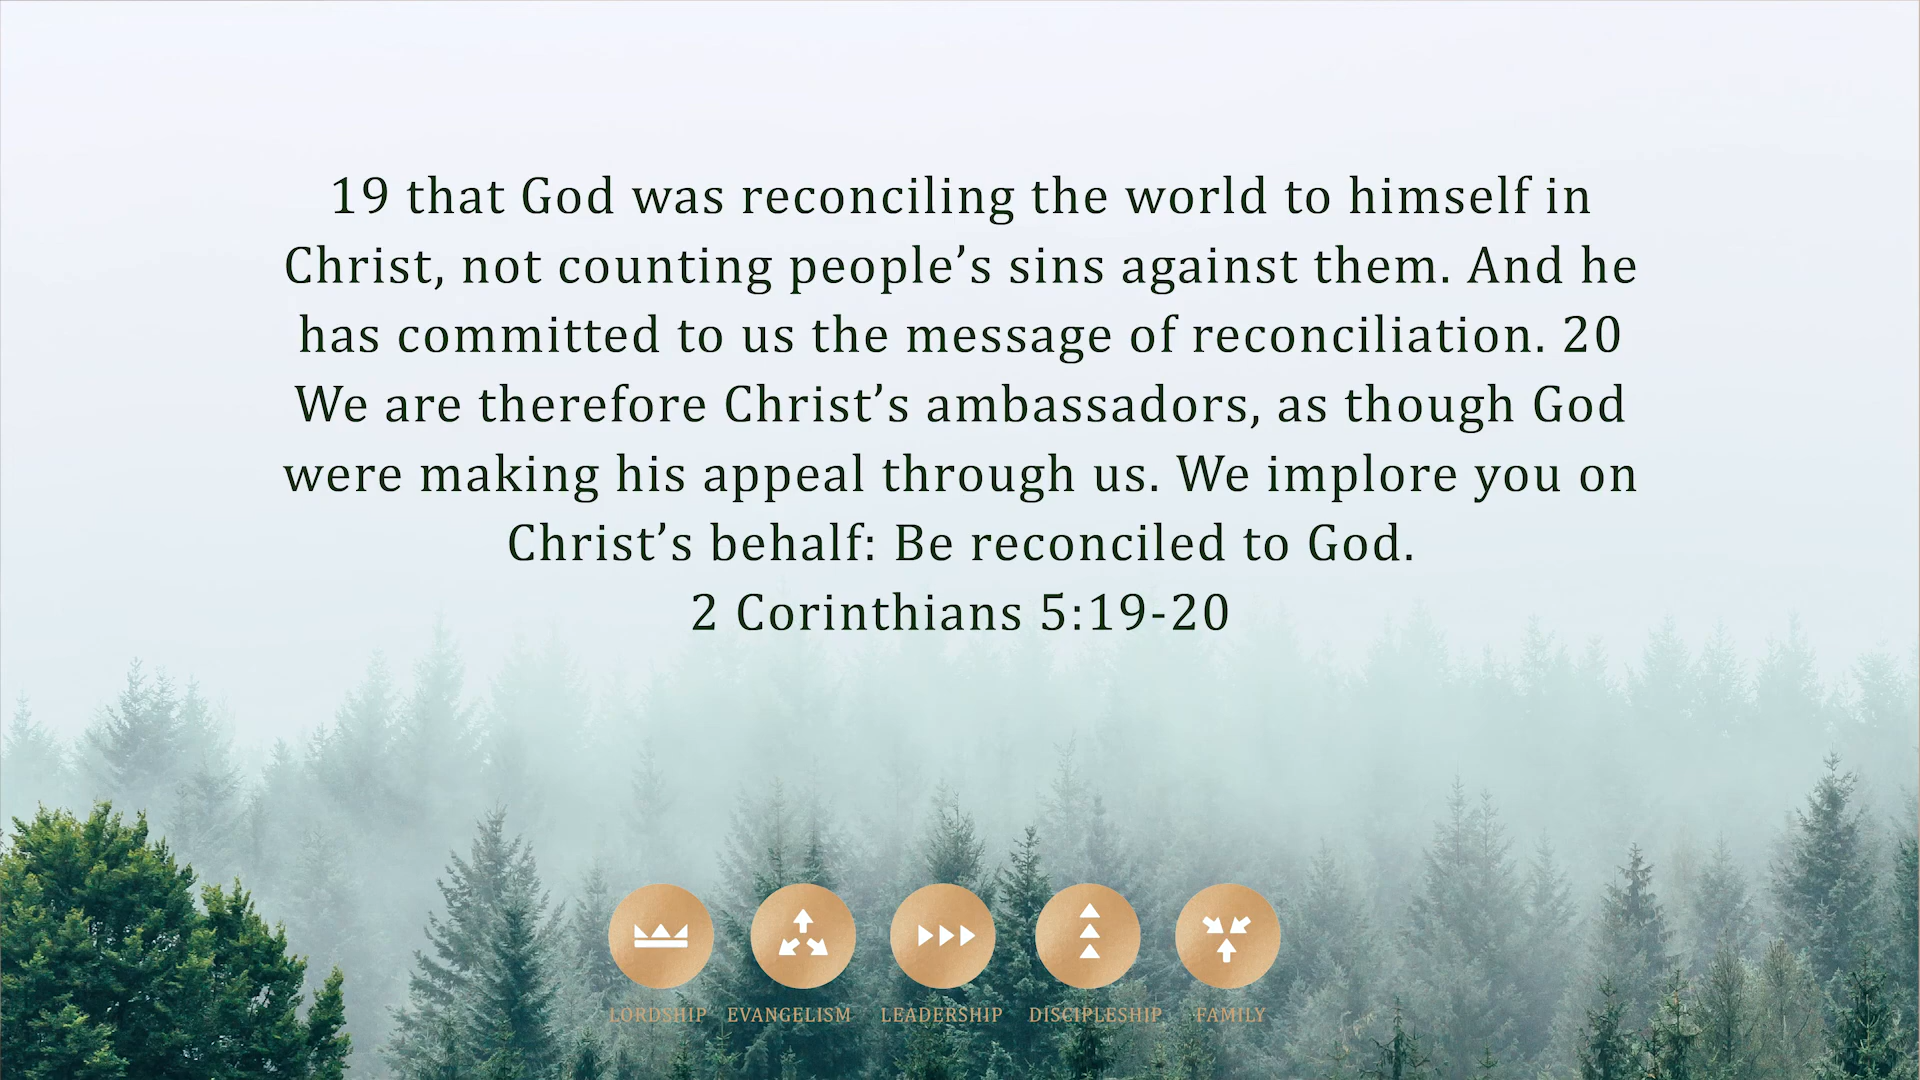 19 that God was reconciling the world to himself in
Christ, not counting people’s sins against them. And he
has committed to us the message of reconciliation. 20
We are therefore Christ’s ambassadors, as though God
were making his appeal through us. We implore you on
Christ’s behalf: Be reconciled to God.
2 Corinthians 5:19-20
LORDSHIP EVANGELISM LEADERSHIP DISCIPLESHIP FAMILY